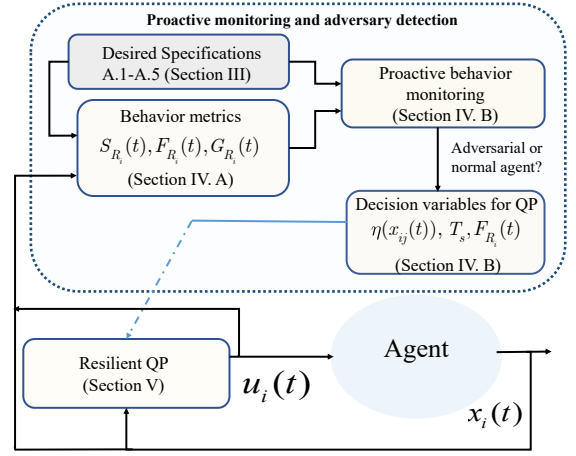 Proactive monitoring and adversary detection
Desired Specifications
A.1-A.5 (Section III)
Behavior metrics
S_{R_i}(t), F_{R_i}(t), G_{R_i}(t)
(Section IV. A)
Proactive behavior
monitoring
(Section IV. B)
Adversarial or
normal agent?
Decision variables for QP
η(x_{ij}(t)), T_s, F_{R_i}(t)
(Section IV. B)
Resilient QP
(Section V)
u_i(t)
Agent
x_i(t)